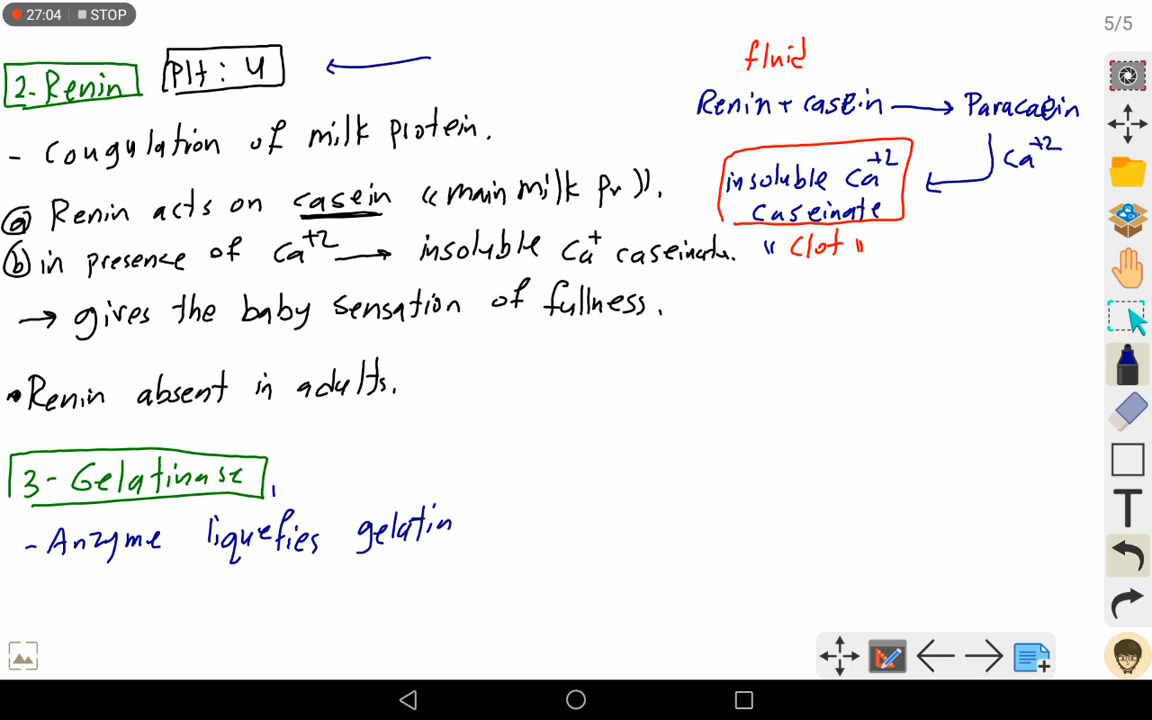 27:04 STOP
5/5
2-Renin PH : 4
- Cougulation of milk protein.
a Renin acts on casein «main milk pr».
b in presence of Ca+2 → insoluble Ca+ caseinate.
→ gives the baby sensation of fullness.
• Renin absent in adults.
3- Gelatinase
- Anzyme liquefies gelatin
fluid
Renin + casein → Paracasein
Ca+2
insoluble Ca+2
caseinate
" Clot "
T